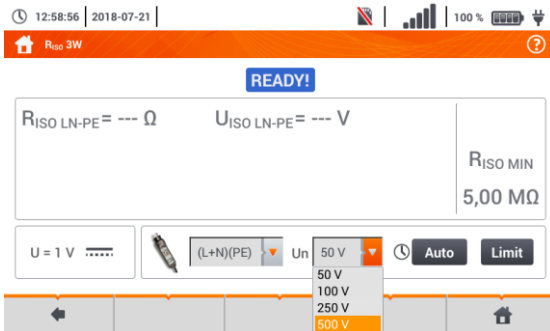 12:58:56 2018-07-21 100 %
RISO 3W ?
READY!
RISO LN-PE= --- Ω UISO LN-PE= --- V
RISO MIN
5,00 MΩ
U = 1 V (L+N)(PE) Un 50 V Auto Limit
50 V
100 V
250 V
500 V